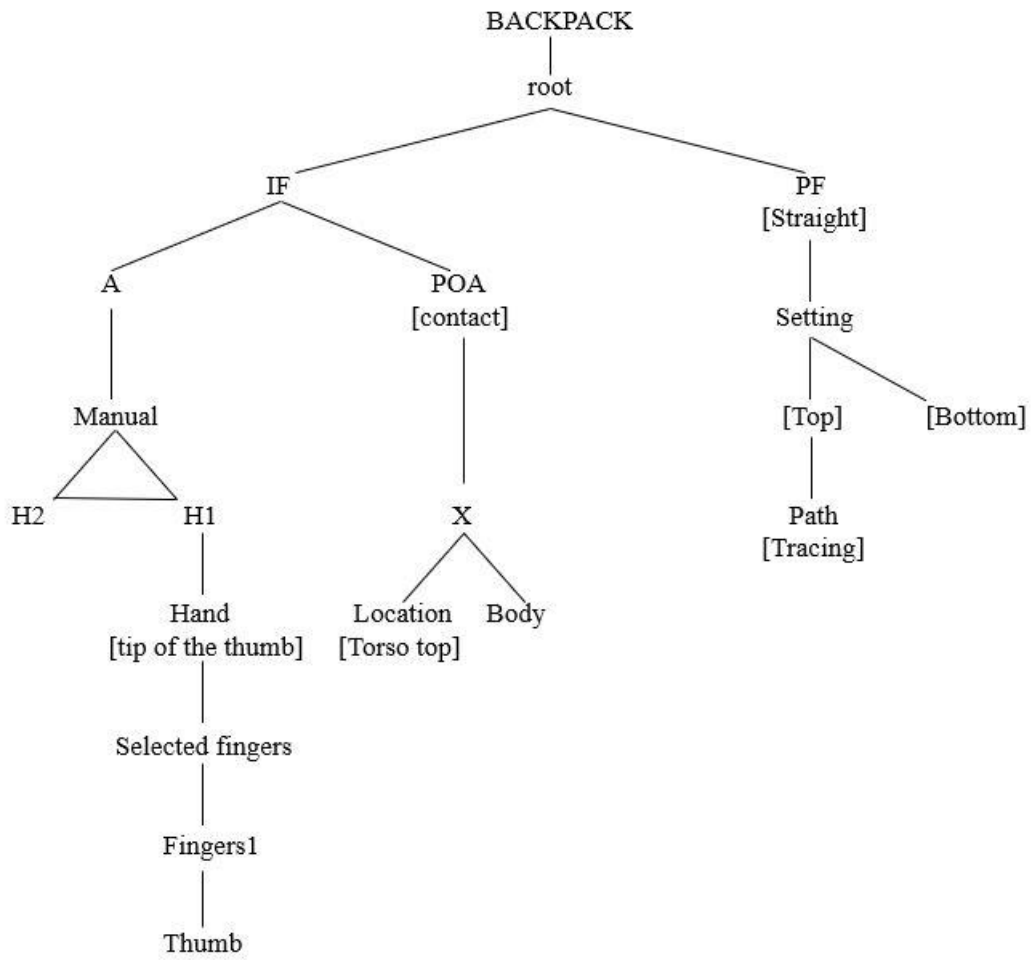 BACKPACK
root
IF PF
[Straight]
A POA Setting
[contact]
Manual [Top] [Bottom]
H2 H1 X Path
[Tracing]
Hand Location Body
[tip of the thumb] [Torso top]
Selected fingers
Fingers1
Thumb